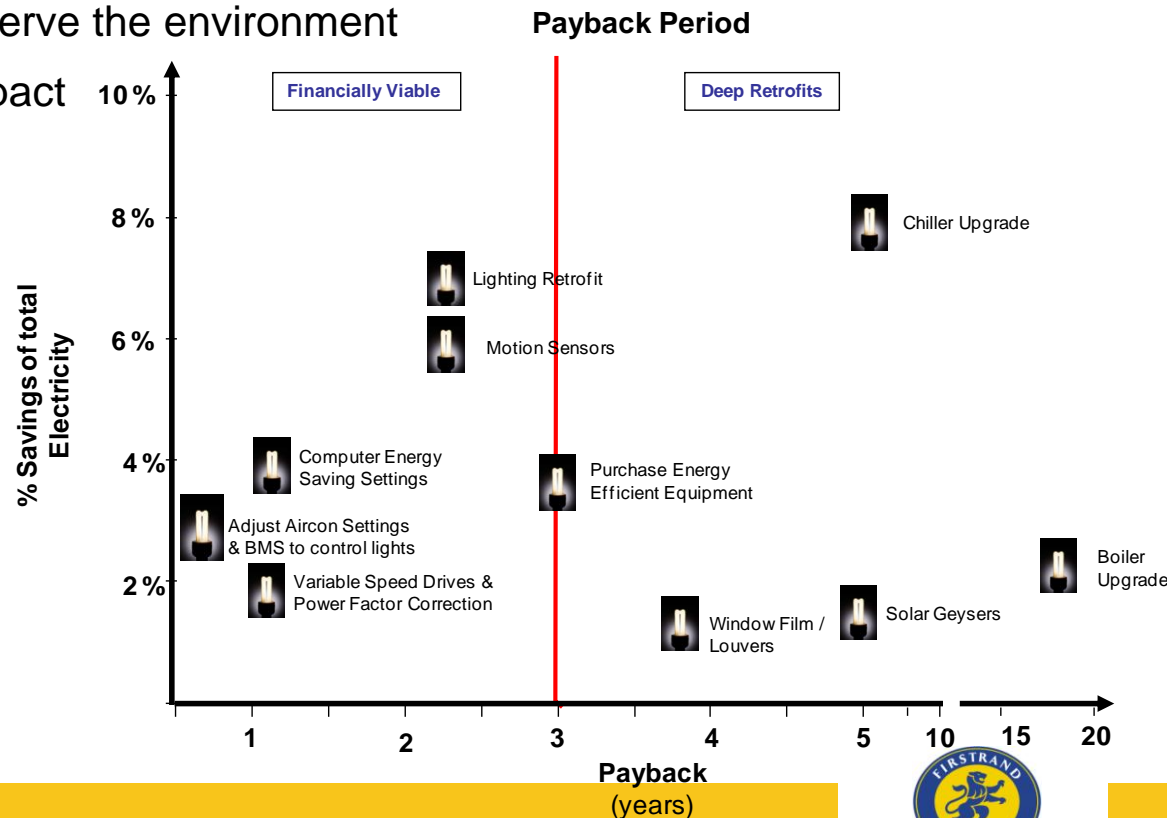 erve the environment
Payback Period
pact
10%
Financially Viable
Deep Retrofits
8%
Chiller Upgrade
Lighting Retrofit
6%
Motion Sensors
% Savings of total
Electricity
4%
Computer Energy
Saving Settings
Purchase Energy
Efficient Equipment
Adjust Aircon Settings
& BMS to control lights
2%
Variable Speed Drives &
Power Factor Correction
Boiler
Upgrade
Window Film /
Louvers
Solar Geysers
1 2 3 4 5 10 15 20
Payback
(years)
FIRSTRAND